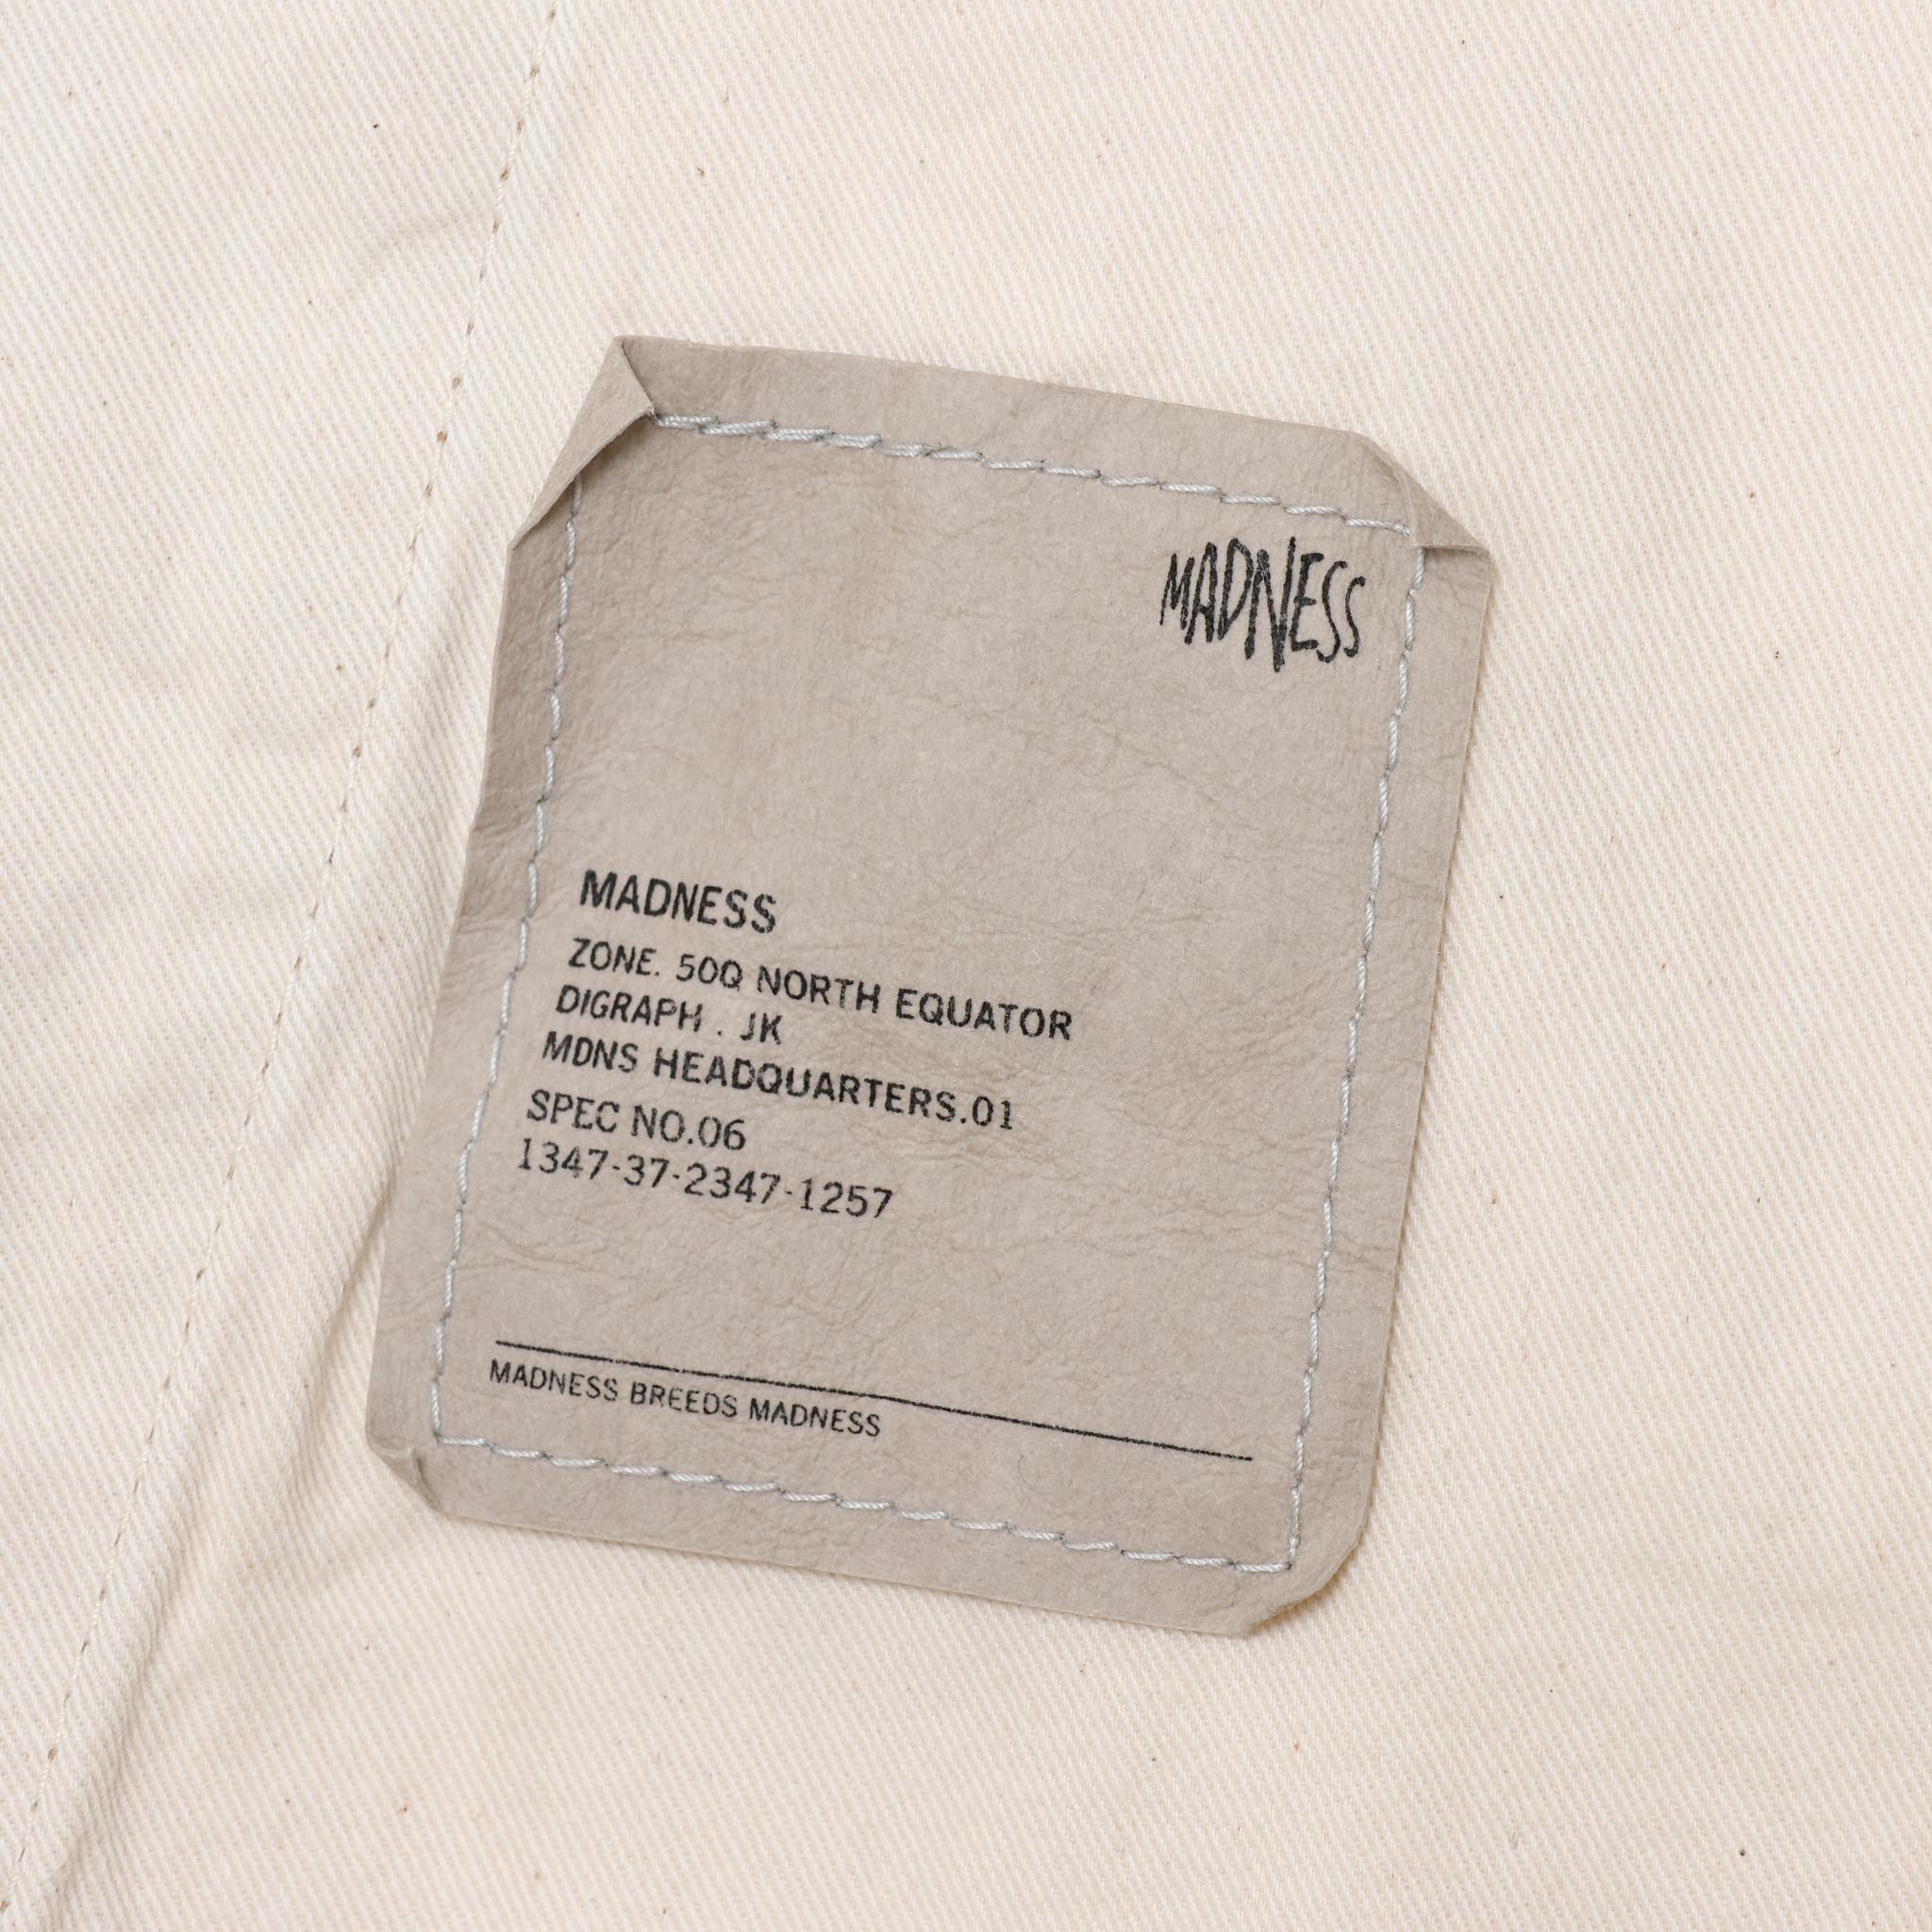 MADNESS
MADNESS
ZONE. 50Q NORTH EQUATOR
DIGRAPH . JK
MDNS HEADQUARTERS.01
SPEC NO.06
1347-37-2347-1257
MADNESS BREEDS MADNESS